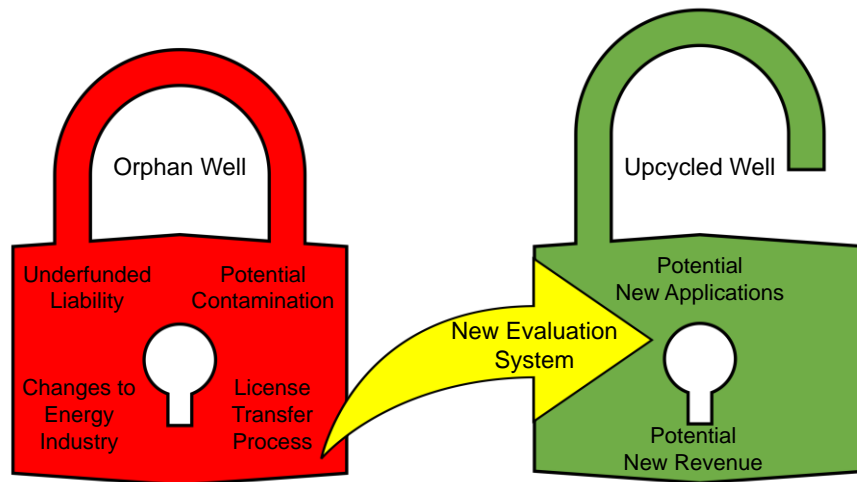 Orphan Well
Underfunded
Liability
Potential
Contamination
Changes to
Energy
Industry
License
Transfer
Process
New Evaluation
System
Upcycled Well
Potential
New Applications
Potential
New Revenue